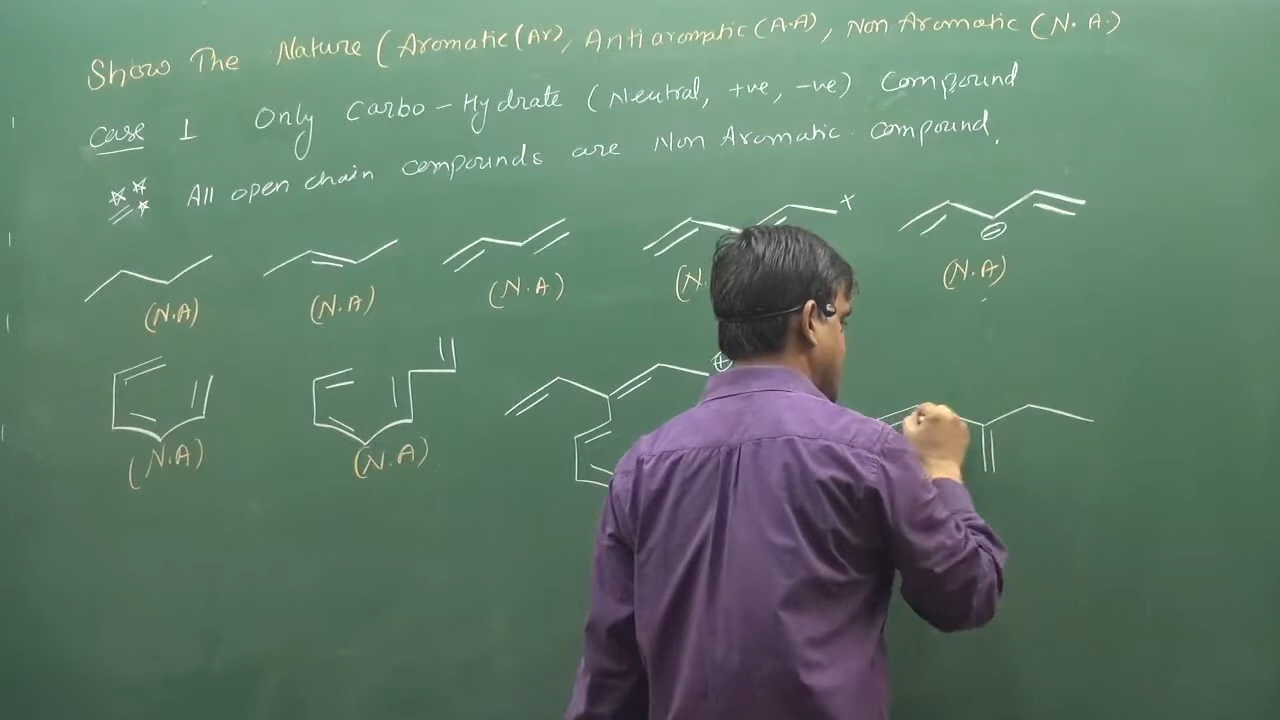 Show The Nature (Aromatic(Ar), Antiaromatic(A.A), Non Aromatic (N.A.)
Case 1 Only Carbo-Hydrate (Neutral, +ve, -ve) Compound
All open chain compounds are Non Aromatic compound.
+
⊖
(N.A) (N.A) (N.A) (N. (N.A)
⊕
(N.A) (N.A)